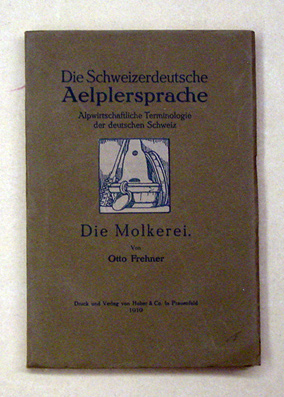 Die Schweizerdeutsche
Aelplersprache
Alpwirtschaftliche Terminologie
der deutschen Schweiz
Die Molkerei.
Von
Otto Frehner
Druck und Verlag von Huber & Co. in Frauenfeld